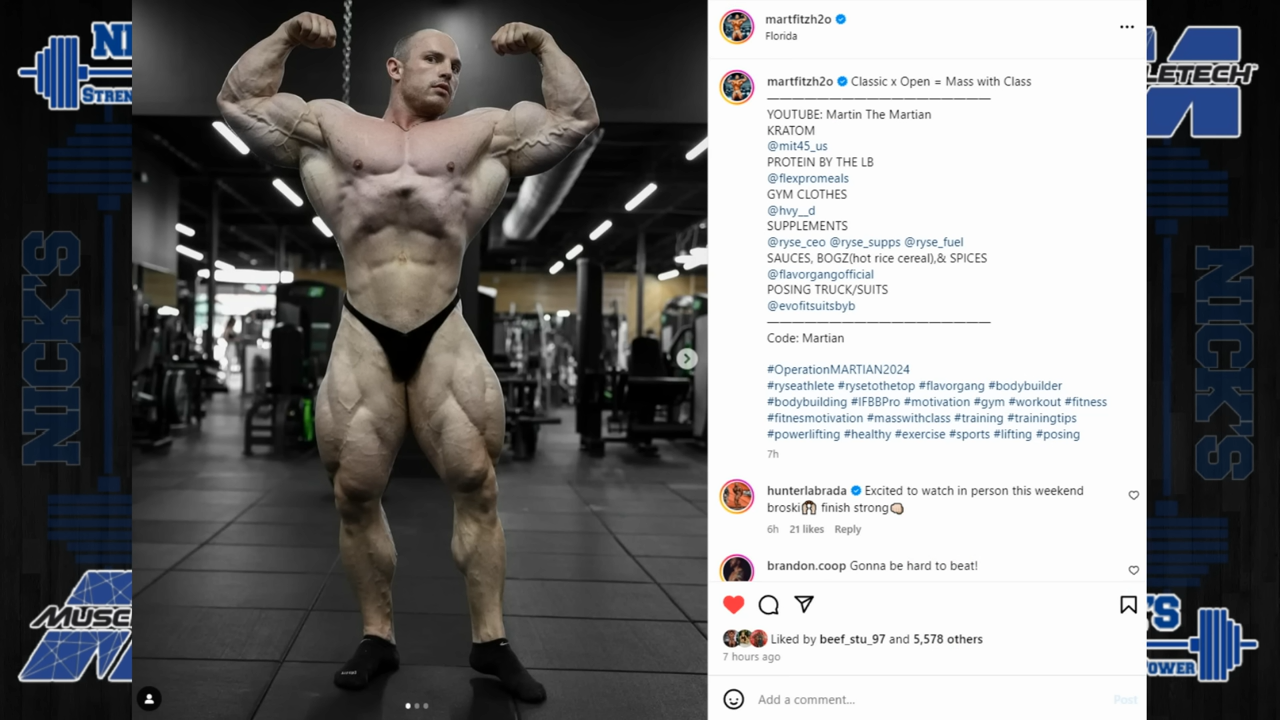 martfitzh2o
Florida
martfitzh2o Classic x Open = Mass with Class
YOUTUBE: Martin The Martian
KRATOM
@mit45_us
PROTEIN BY THE LB
@flexpromeals
GYM CLOTHES
@hvy__d
SUPPLEMENTS
@ryse_ceo @ryse_supps @ryse_fuel
SAUCES, BOGZ(hot rice cereal),& SPICES
@flavorgangofficial
POSING TRUCK/SUITS
@evofitsuitsbyb
Code: Martian
#OperationMARTIAN2024
#ryseathlete #rysetothetop #flavorgang #bodybuilder
#bodybuilding #IFBBPro #motivation #gym #workout #fitness
#fitnesmotivation #masswithclass #training #trainingtips
#powerlifting #healthy #exercise #sports #lifting #posing
7h
hunterlabrada Excited to watch in person this weekend
broski finish strong
6h 21 likes Reply
brandon.coop Gonna be hard to beat!
Liked by beef_stu_97 and 5,578 others
7 hours ago
Add a comment...
Post
NICK'S
NICK'S